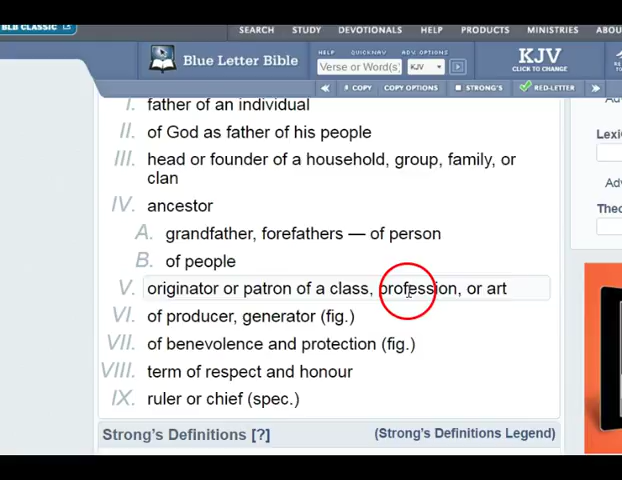 BLB CLASSIC
SEARCH STUDY DEVOTIONALS HELP PRODUCTS MINISTRIES
Blue Letter Bible
HELP QUICKNAV ADV. OPTIONS
Verse or Word(s) KJV
KJV
CLICK TO CHANGE
COPY COPY OPTIONS STRONG'S RED-LETTER
I. father of an individual
II. of God as father of his people
III. head or founder of a household, group, family, or
clan
IV. ancestor
A. grandfather, forefathers — of person
B. of people
V. originator or patron of a class, profession, or art
VI. of producer, generator (fig.)
VII. of benevolence and protection (fig.)
VIII. term of respect and honour
IX. ruler or chief (spec.)
Strong's Definitions [?] (Strong's Definitions Legend)
Lexi
Adv
Theo